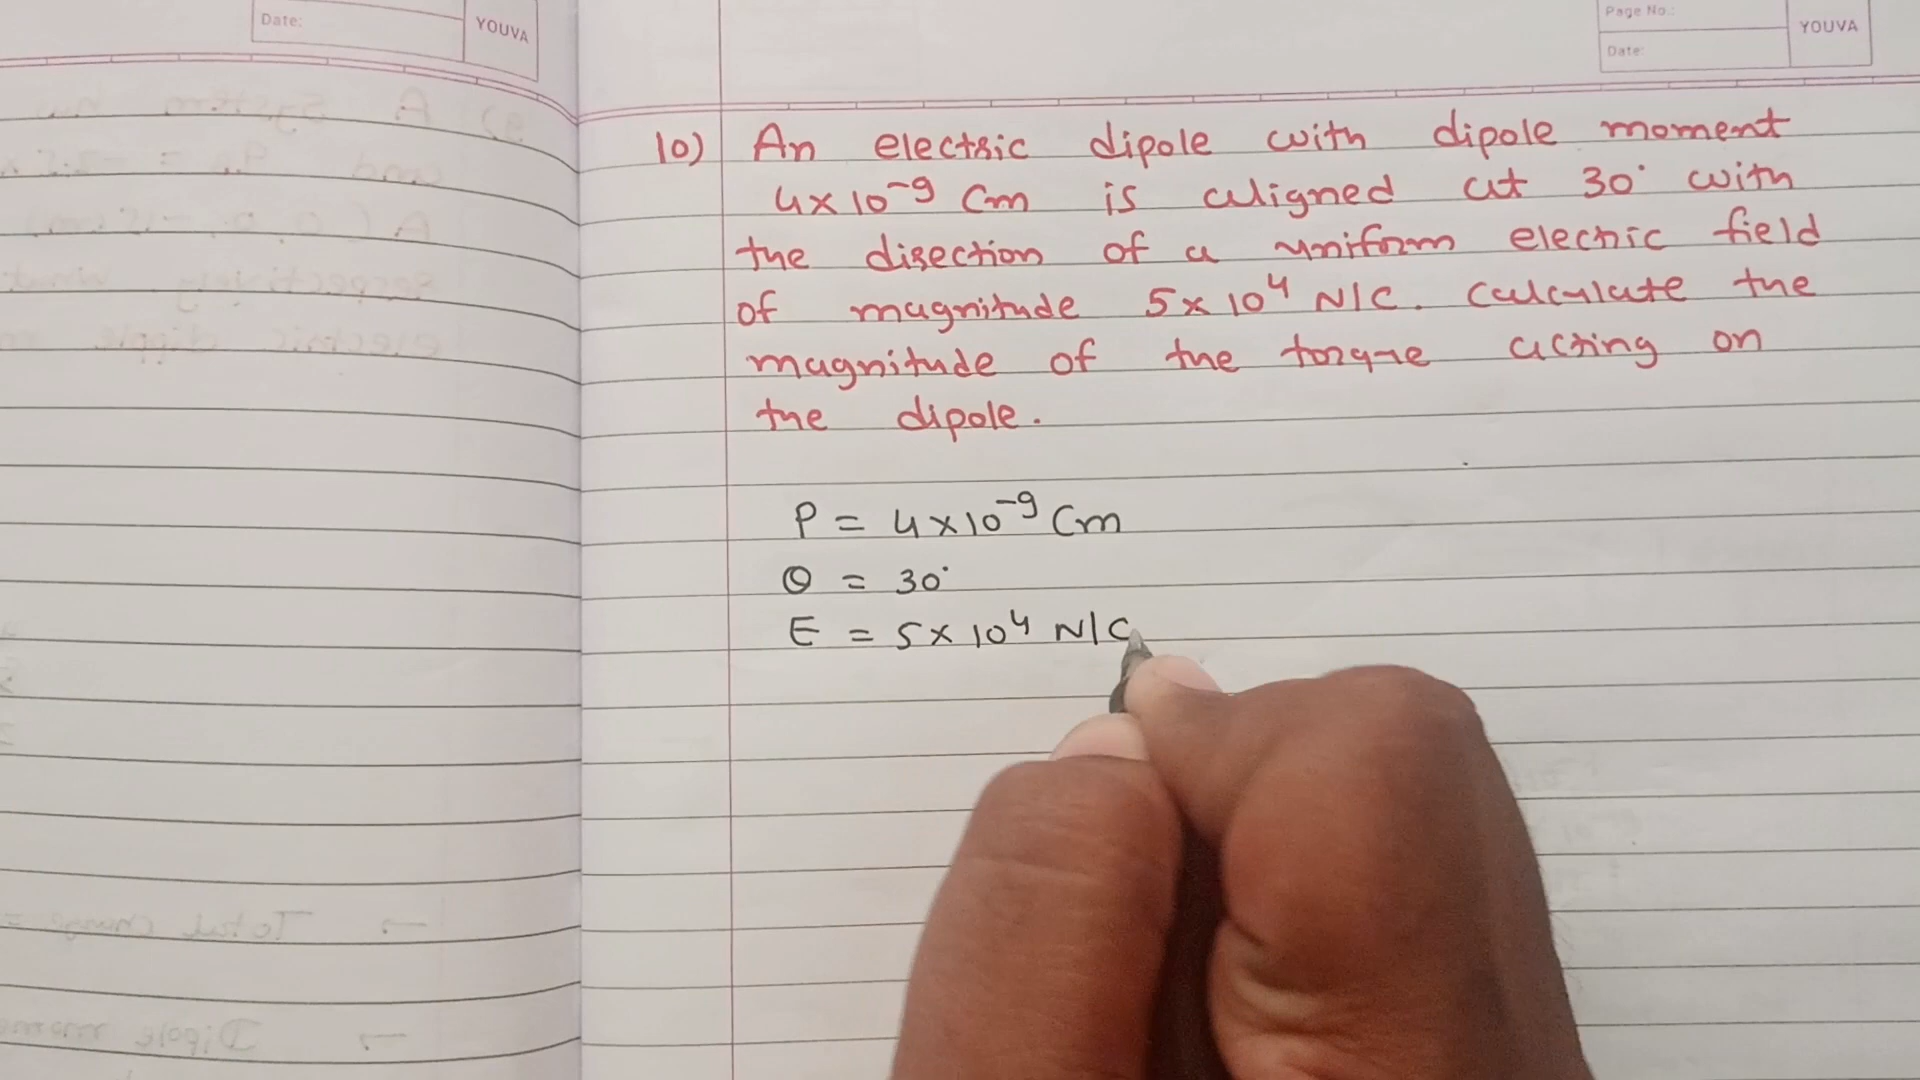 Date:
YOUVA
Page No.:
Date:
YOUVA
10) An electric dipole with dipole moment
4×10⁻⁹ Cm is aligned at 30° with
the direction of a uniform electric field
of magnitude 5×10⁴ N/C. Calculate the
magnitude of the torque acting on
the dipole.
P = 4×10⁻⁹ Cm
θ = 30°
E = 5×10⁴ N/C